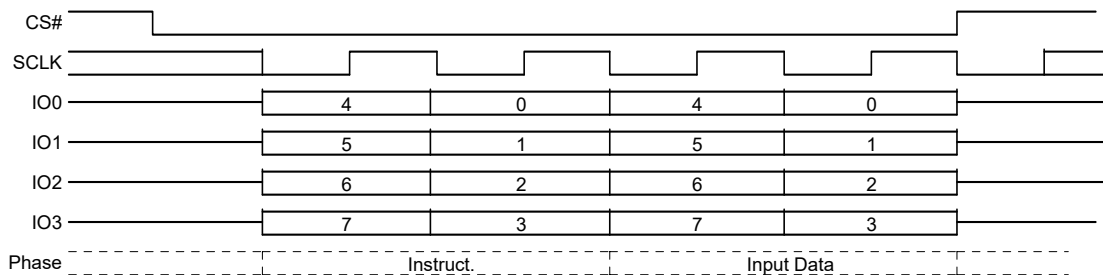 CS#
SCLK
IO0 4 0 4 0
IO1 5 1 5 1
IO2 6 2 6 2
IO3 7 3 7 3
Phase Instruct. Input Data